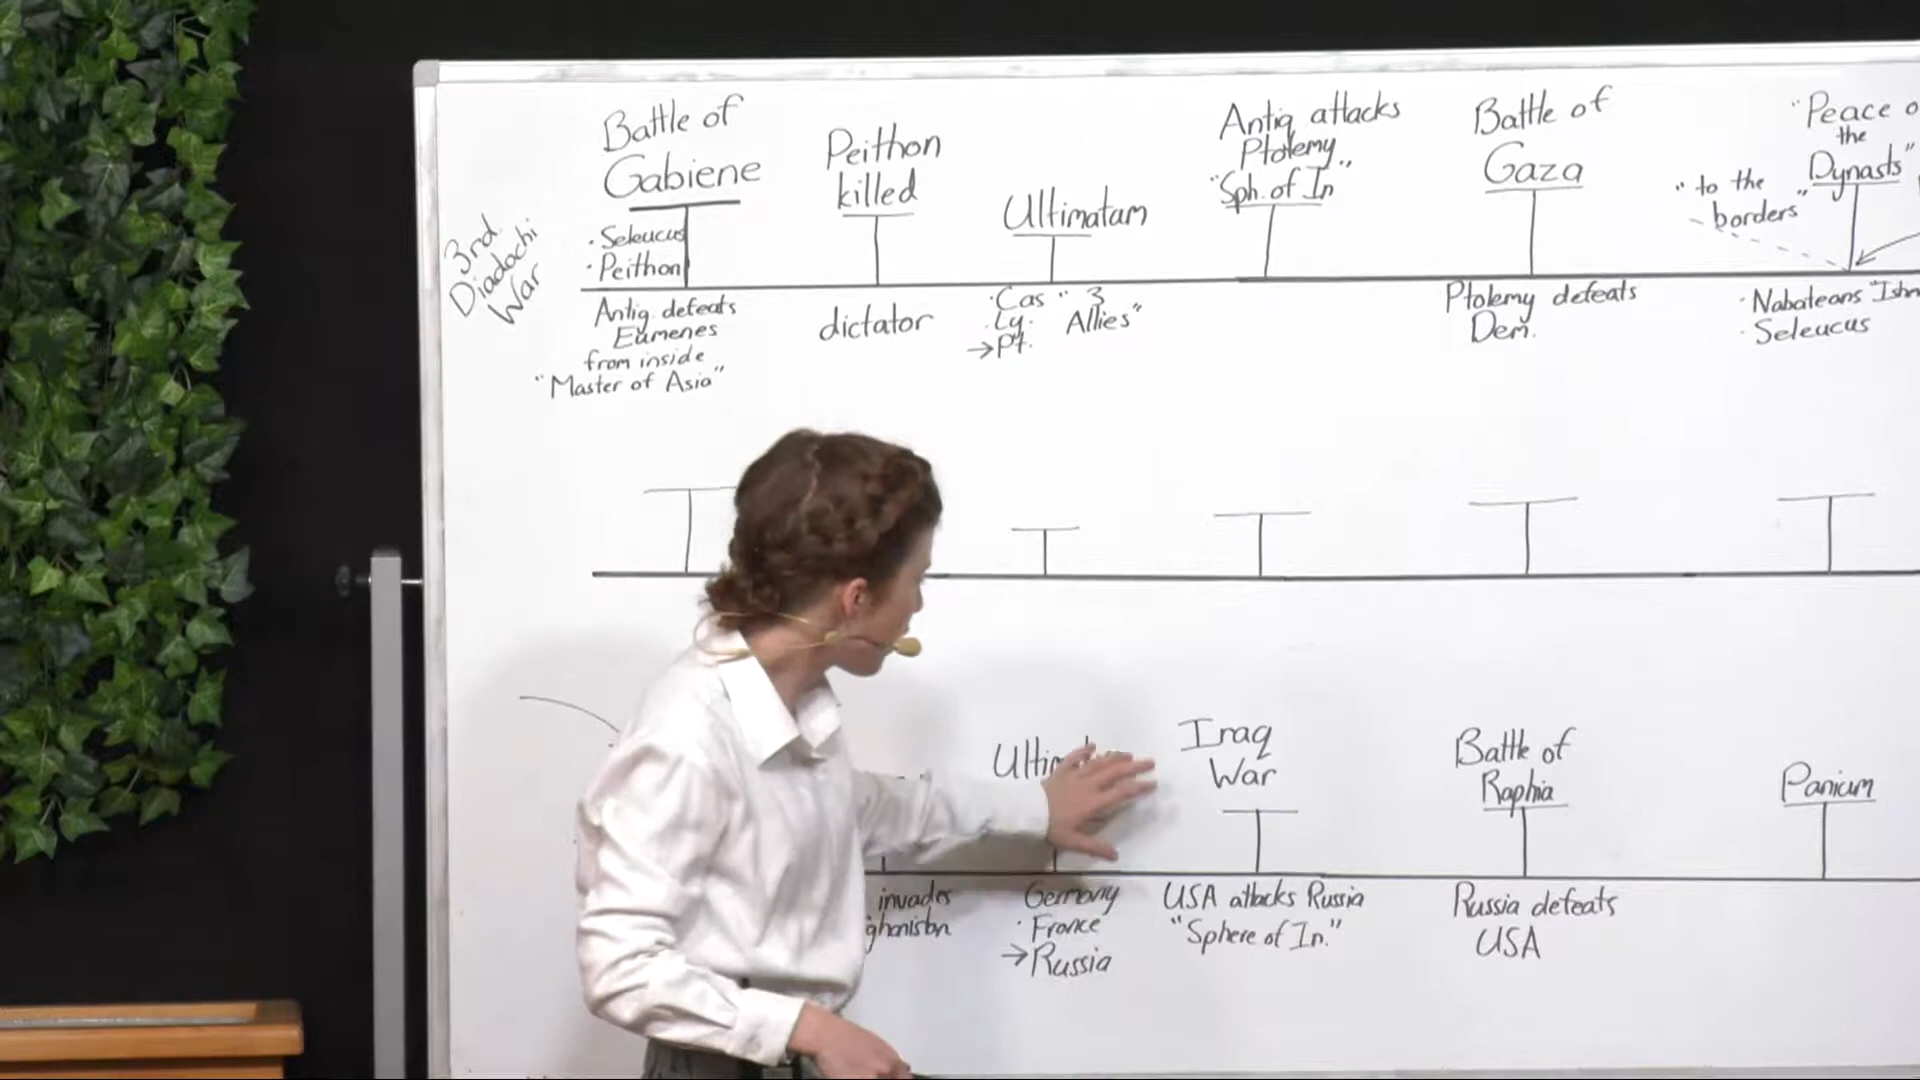 3rd
Diadochi
War
Battle of
Gabiene
· Seleucus
· Peithon
Antig. defeats
Eumenes
from inside
"Master of Asia"
Peithon
killed
dictator
Ultimatam
· Cas " 3
· Ly. Allies"
→ Pt.
Antig attacks
Ptolemy
"Sph. of In"
Battle of
Gaza
Ptolemy defeats
Dem.
"to the
borders"
"Peace o
the
Dynasts"
· Nabateans "Ishm
· Seleucus
invades
ghanistan
Germany
· France
→ Russia
Iraq
War
USA attacks Russia
"Sphere of In."
Battle of
Raphia
Russia defeats
USA
Panium